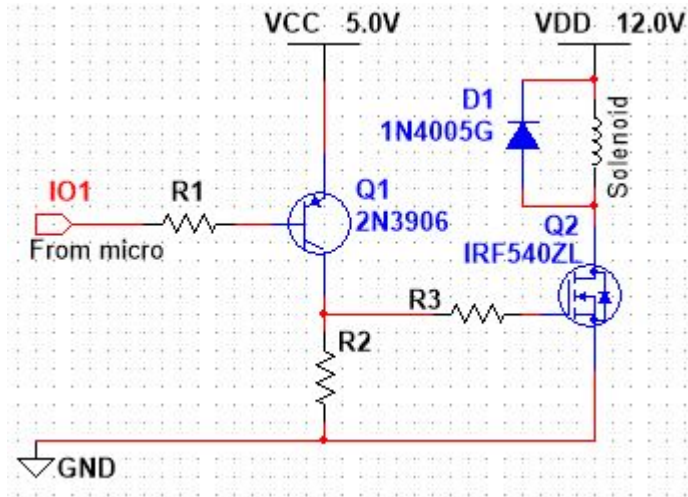 VCC 5.0V
VDD 12.0V
D1
1N4005G
Solenoid
IO1
R1
Q1
2N3906
From micro
Q2
IRF540ZL
R3
R2
GND